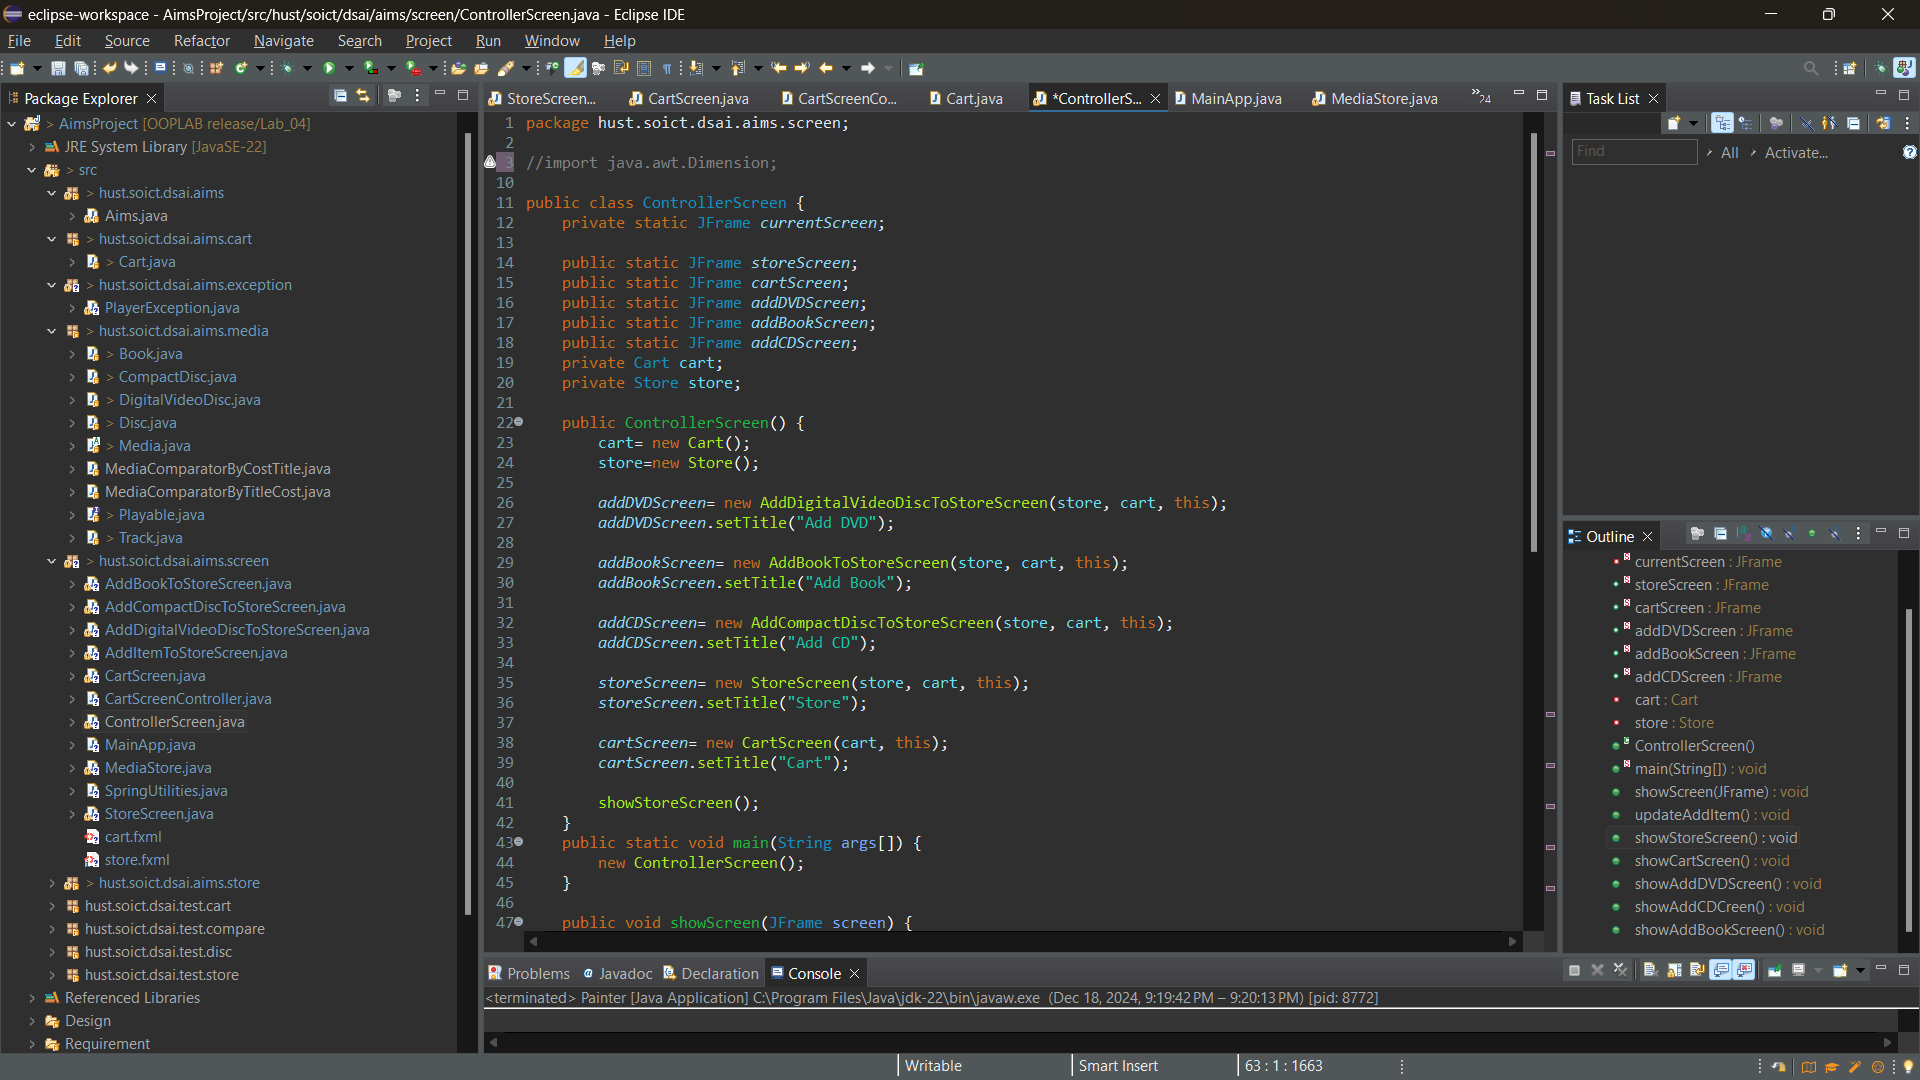 eclipse-workspace - AimsProject/src/hust/soict/dsai/aims/screen/ControllerScreen.java - Eclipse IDE
File Edit Source Refactor Navigate Search Project Run Window Help
Package Explorer
> AimsProject [OOPLAB release/Lab_04]
JRE System Library [JavaSE-22]
> src
> hust.soict.dsai.aims
Aims.java
> hust.soict.dsai.aims.cart
> Cart.java
> hust.soict.dsai.aims.exception
PlayerException.java
> hust.soict.dsai.aims.media
> Book.java
> CompactDisc.java
> DigitalVideoDisc.java
> Disc.java
> Media.java
MediaComparatorByCostTitle.java
MediaComparatorByTitleCost.java
> Playable.java
> Track.java
> hust.soict.dsai.aims.screen
AddBookToStoreScreen.java
AddCompactDiscToStoreScreen.java
AddDigitalVideoDiscToStoreScreen.java
AddItemToStoreScreen.java
CartScreen.java
CartScreenController.java
ControllerScreen.java
MainApp.java
MediaStore.java
SpringUtilities.java
StoreScreen.java
cart.fxml
store.fxml
> hust.soict.dsai.aims.store
hust.soict.dsai.test.cart
hust.soict.dsai.test.compare
hust.soict.dsai.test.disc
hust.soict.dsai.test.store
Referenced Libraries
Design
Requirement
StoreScreen... CartScreen.java CartScreenCo... Cart.java *ControllerS... MainApp.java MediaStore.java »24
1 package hust.soict.dsai.aims.screen;
2
3 //import java.awt.Dimension;
10
11 public class ControllerScreen {
12 private static JFrame currentScreen;
13
14 public static JFrame storeScreen;
15 public static JFrame cartScreen;
16 public static JFrame addDVDScreen;
17 public static JFrame addBookScreen;
18 public static JFrame addCDScreen;
19 private Cart cart;
20 private Store store;
21
22 public ControllerScreen() {
23 cart= new Cart();
24 store=new Store();
25
26 addDVDScreen= new AddDigitalVideoDiscToStoreScreen(store, cart, this);
27 addDVDScreen.setTitle("Add DVD");
28
29 addBookScreen= new AddBookToStoreScreen(store, cart, this);
30 addBookScreen.setTitle("Add Book");
31
32 addCDScreen= new AddCompactDiscToStoreScreen(store, cart, this);
33 addCDScreen.setTitle("Add CD");
34
35 storeScreen= new StoreScreen(store, cart, this);
36 storeScreen.setTitle("Store");
37
38 cartScreen= new CartScreen(cart, this);
39 cartScreen.setTitle("Cart");
40
41 showStoreScreen();
42 }
43 public static void main(String args[]) {
44 new ControllerScreen();
45 }
46
47 public void showScreen(JFrame screen) {
Problems Javadoc Declaration Console
<terminated> Painter [Java Application] C:\Program Files\Java\jdk-22\bin\javaw.exe (Dec 18, 2024, 9:19:42 PM – 9:20:13 PM) [pid: 8772]
Task List
Find All Activate...
Outline
currentScreen : JFrame
storeScreen : JFrame
cartScreen : JFrame
addDVDScreen : JFrame
addBookScreen : JFrame
addCDScreen : JFrame
cart : Cart
store : Store
ControllerScreen()
main(String[]) : void
showScreen(JFrame) : void
updateAddItem() : void
showStoreScreen() : void
showCartScreen() : void
showAddDVDScreen() : void
showAddCDCreen() : void
showAddBookScreen() : void
Writable Smart Insert 63 : 1 : 1663